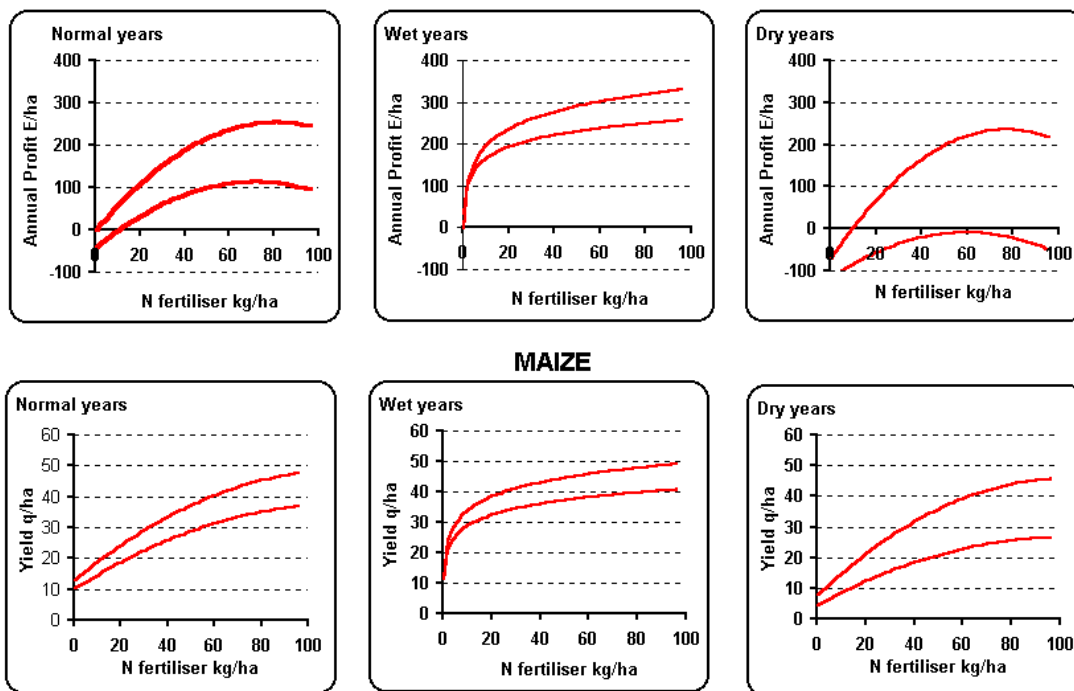 Normal years
400
300
200
100
0
-100
Annual Profit E/ha
0 20 40 60 80 100
N fertiliser kg/ha
Wet years
400
300
200
100
0
-100
Annual Profit E/ha
0 20 40 60 80 100
N fertiliser kg/ha
Dry years
400
300
200
100
0
-100
Annual Profit E/ha
0 20 40 60 80 100
N fertiliser kg/ha
MAIZE
Normal years
60
50
40
30
20
10
0
Yield q/ha
0 20 40 60 80 100
N fertiliser kg/ha
Wet years
60
50
40
30
20
10
0
Yield q/ha
0 20 40 60 80 100
N fertiliser kg/ha
Dry years
60
50
40
30
20
10
0
Yield q/ha
0 20 40 60 80 100
N fertiliser kg/ha